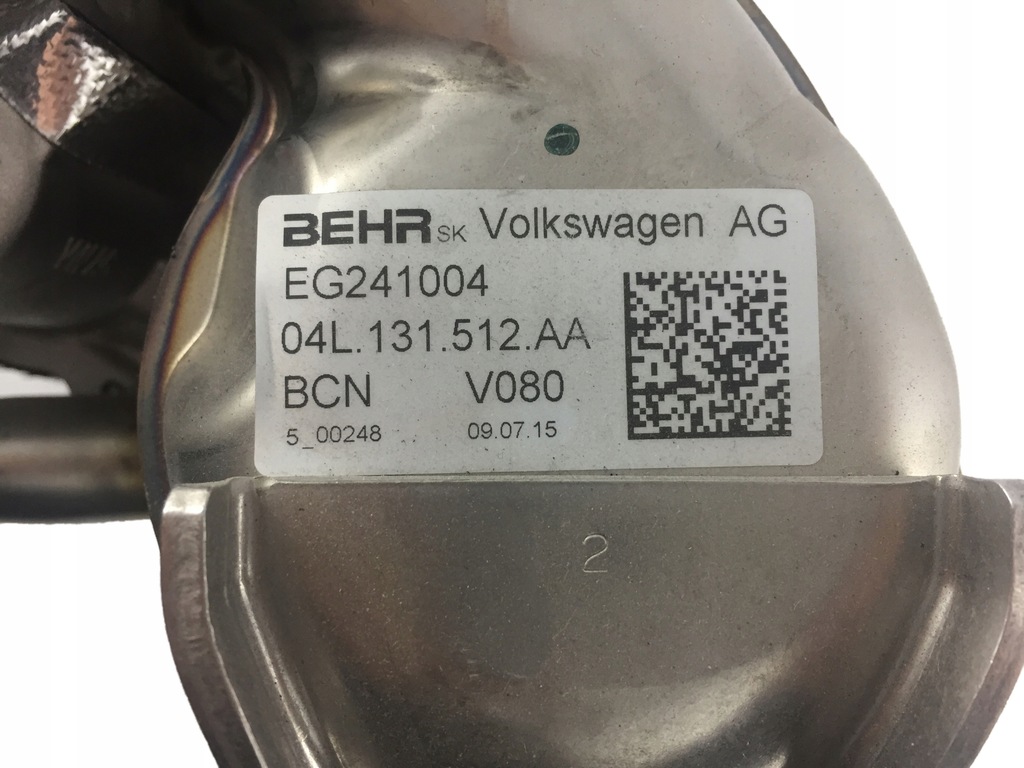 BEHR SK Volkswagen AG
EG241004
04L.131.512.AA
BCN V080
5_00248 09.07.15
2